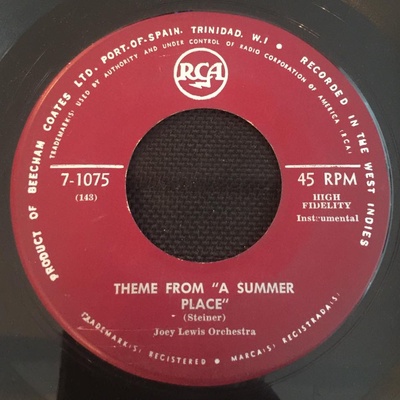 PRODUCT OF BEECHAM COATES LTD. PORT-OF-SPAIN, TRINIDAD, W.I • RECORDED IN THE WEST INDIES
TRADEMARKS: USED BY AUTHORITY AND UNDER CONTROL OF RADIO CORPORATION OF AMERICA (RCA)
RCA
7-1075
(143)
45 RPM
HIGH
FIDELITY
Instrumental
THEME FROM "A SUMMER
PLACE"
(Steiner)
Joey Lewis Orchestra
TRADEMARK(S) REGISTERED • MARCA(S) REGISTRADA(S)